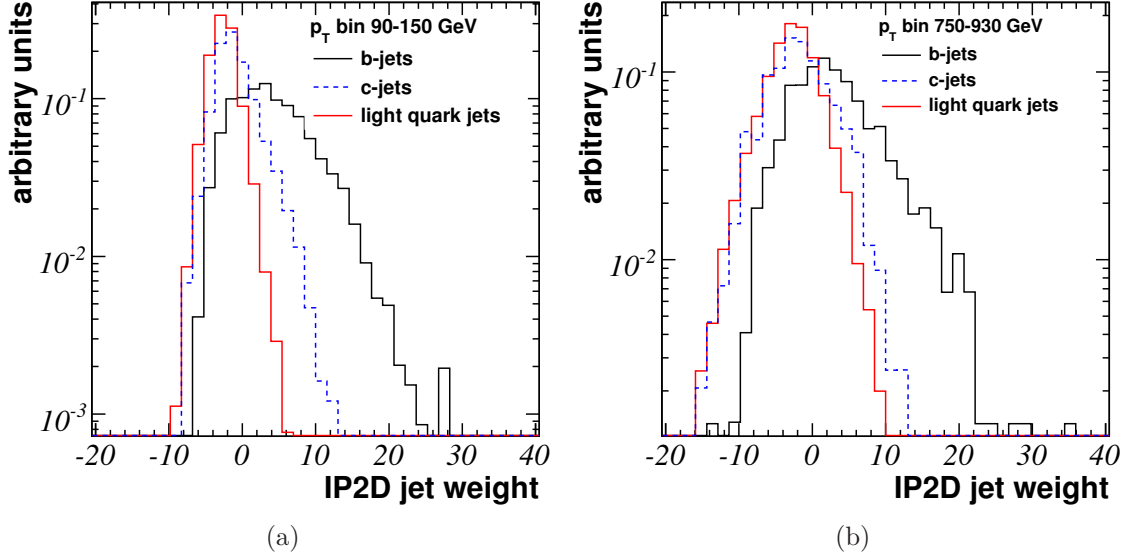 p_T bin 90-150 GeV
b-jets
c-jets
light quark jets
arbitrary units
10^-1
10^-2
10^-3
-20 -10 0 10 20 30 40
IP2D jet weight
(a)
p_T bin 750-930 GeV
b-jets
c-jets
light quark jets
arbitrary units
10^-1
10^-2
-20 -10 0 10 20 30 40
IP2D jet weight
(b)